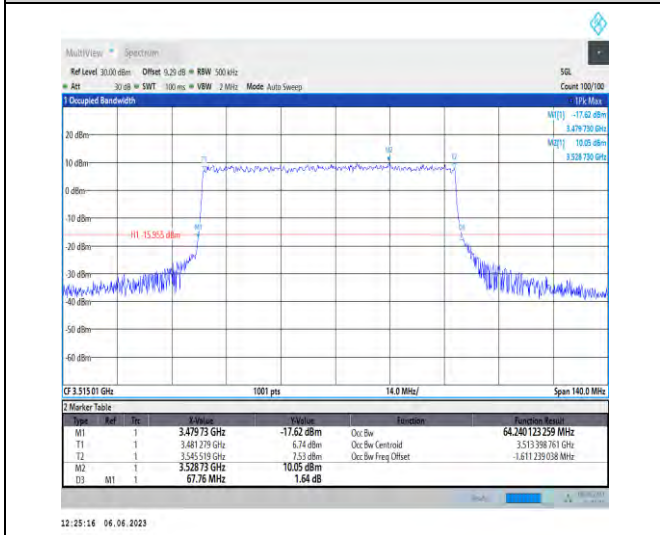 MultiView Spectrum
Ref Level 30.00 dBm Offset 9.29 dB RBW 500 kHz SGL
Att 30 dB SWT 100 ms VBW 2 MHz Mode Auto Sweep Count 100/100
1 Occupied Bandwidth 1Pk Max
M1[1] -17.62 dBm
3.479 730 GHz
M2[1] 10.05 dBm
3.528 730 GHz
20 dBm
M2
T1 T2
10 dBm
0 dBm
-10 dBm
M1
H1 -15.955 dBm
D3
-20 dBm
-30 dBm
-40 dBm
-50 dBm
-60 dBm
CF 3.515 01 GHz 1001 pts 14.0 MHz/ Span 140.0 MHz
2 Marker Table
Type Ref Trc X-Value Y-Value Function Function Result
M1 1 3.479 73 GHz -17.62 dBm Occ Bw 64.240 123 259 MHz
T1 1 3.481 279 GHz 6.74 dBm Occ Bw Centroid 3.513 398 761 GHz
T2 1 3.545 519 GHz 7.53 dBm Occ Bw Freq Offset -1.611 239 038 MHz
M2 1 3.528 73 GHz 10.05 dBm
D3 M1 1 67.76 MHz 1.64 dB
12:25:16 06.06.2023